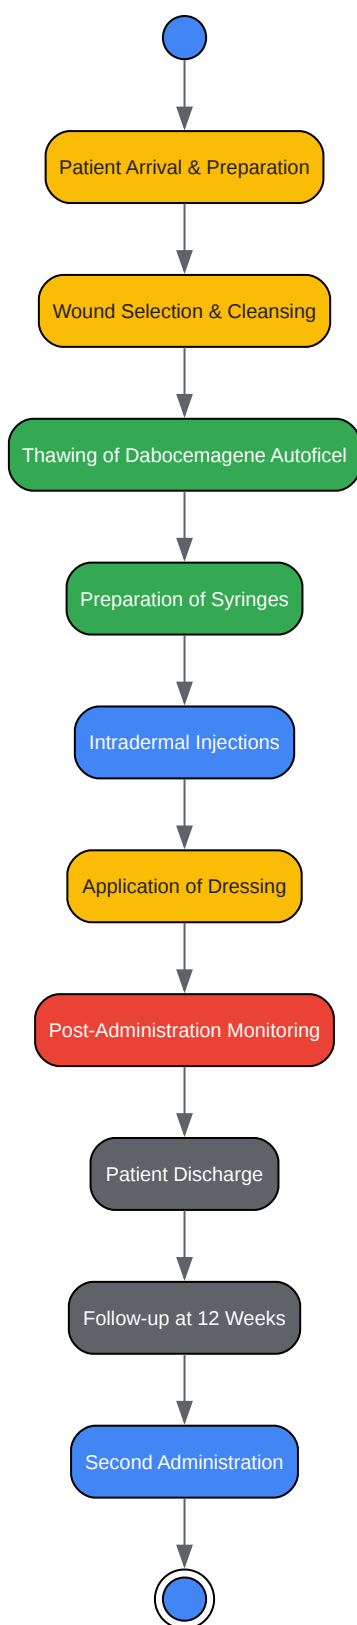 Patient Arrival & Preparation
Wound Selection & Cleansing
Thawing of Dabocemagene Autoficel
Preparation of Syringes
Intradermal Injections
Application of Dressing
Post-Administration Monitoring
Patient Discharge
Follow-up at 12 Weeks
Second Administration